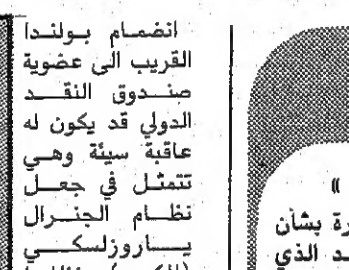 انضمام بولندا
القريب الى عضوية
صندوق النقد
الدولي قد يكون له
عاقبة سيئة وهي
تتمثل في جعل
نظام الجنرال
ياروزلسكي
»
رة بشأن
د الذي